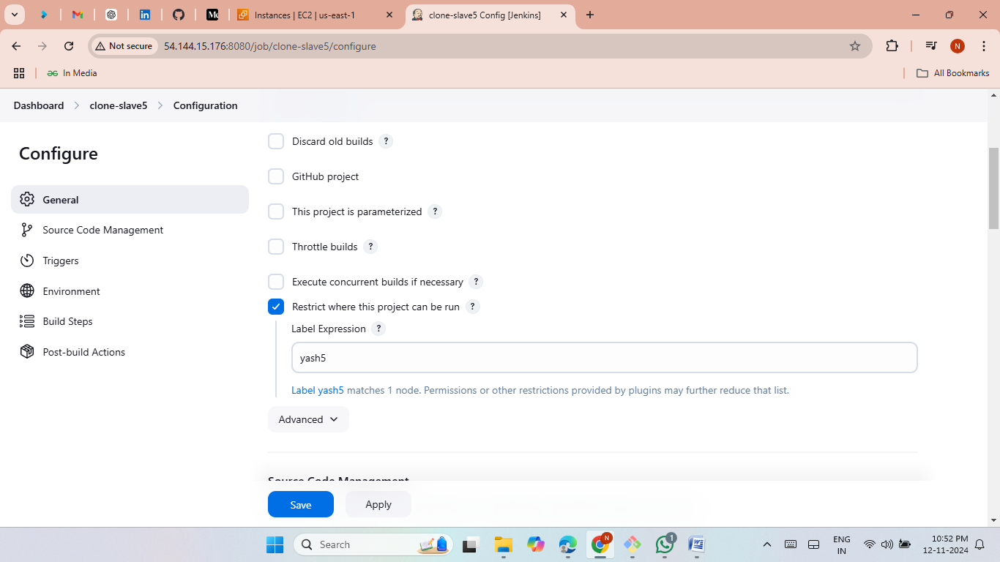 Instances | EC2 | us-east-1
clone-slave5 Config [Jenkins]
Not secure
54.144.15.176:8080/job/clone-slave5/configure
N
In Media
All Bookmarks
Dashboard
clone-slave5
Configuration
Configure
General
Source Code Management
Triggers
Environment
Build Steps
Post-build Actions
Discard old builds ?
GitHub project
This project is parameterized ?
Throttle builds ?
Execute concurrent builds if necessary ?
Restrict where this project can be run ?
Label Expression ?
yash5
Label yash5 matches 1 node. Permissions or other restrictions provided by plugins may further reduce that list.
Advanced
Source Code Management
Save
Apply
Search
N
1
ENG
IN
10:52 PM
12-11-2024